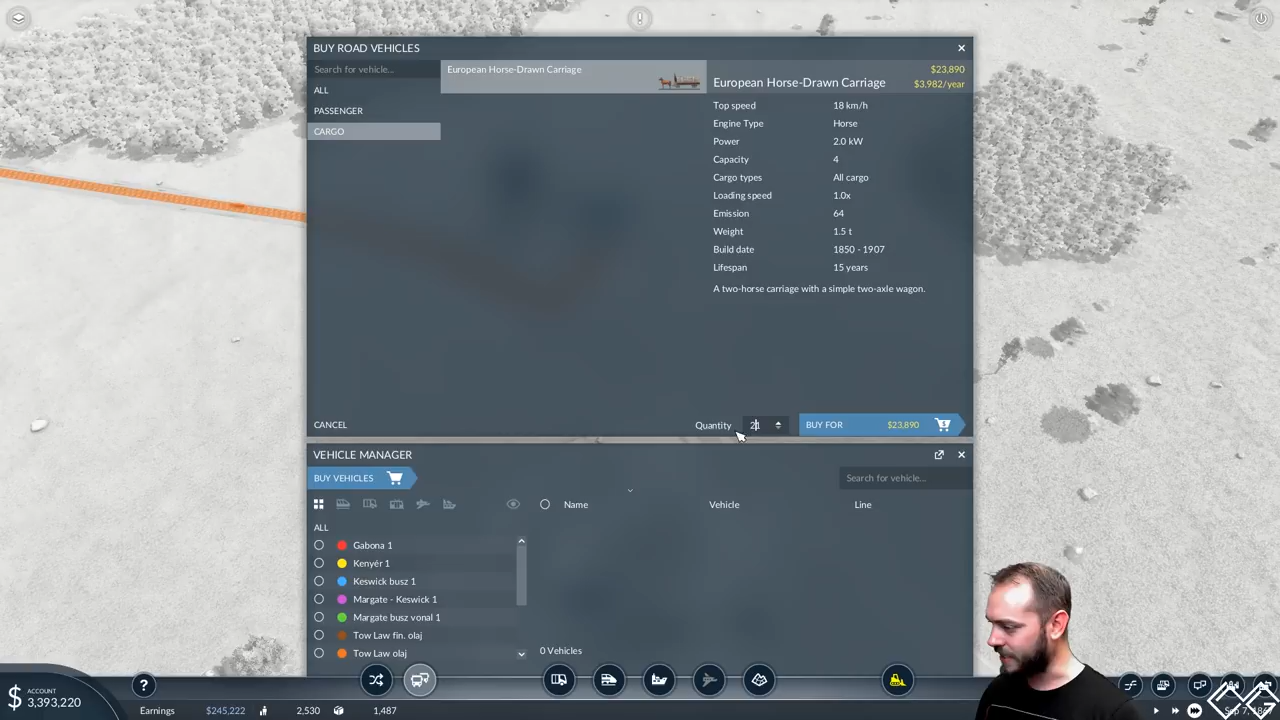 BUY ROAD VEHICLES
Search for vehicle...
European Horse-Drawn Carriage
ALL
PASSENGER
CARGO
European Horse-Drawn Carriage
$23,890
$3,982/year
Top speed 18 km/h
Engine Type Horse
Power 2.0 kW
Capacity 4
Cargo types All cargo
Loading speed 1.0x
Emission 64
Weight 1.5 t
Build date 1850 - 1907
Lifespan 15 years
A two-horse carriage with a simple two-axle wagon.
CANCEL
Quantity 21
BUY FOR $23,890
VEHICLE MANAGER
BUY VEHICLES
Search for vehicle...
Name Vehicle Line
ALL
Gabona 1
Kenyér 1
Keswick busz 1
Margate - Keswick 1
Margate busz vonal 1
Tow Law fin. olaj
Tow Law olaj
0 Vehicles
$ ACCOUNT
3,393,220
?
Earnings $245,222 2,530 1,487